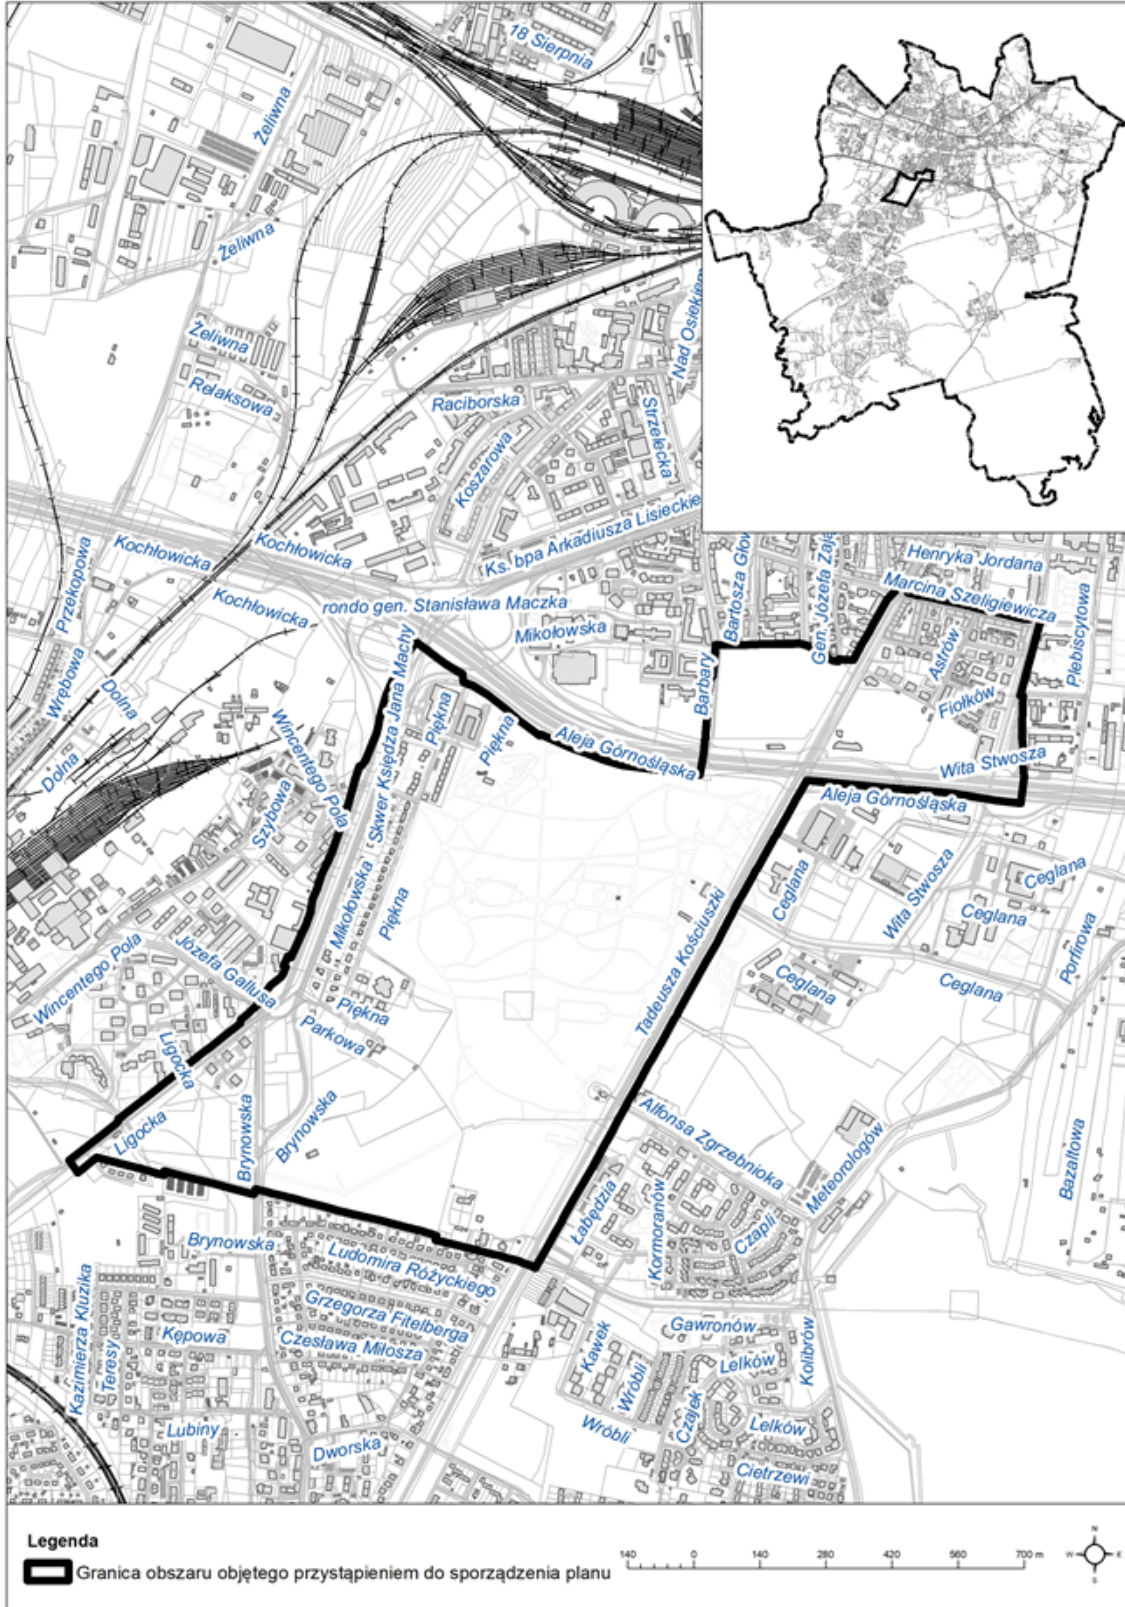 18 Sierpnia
Żeliwna
Żeliwna
Żeliwna
Relaksowa
Nad Osiekiem
Raciborska
Strzelecka
Koszarowa
Ks. bpa Arkadiusza Lisieckie
Kochłowicka
Kochłowicka
Kochłowicka
Przekopowa
rondo gen. Stanisława Maczka
Mikołowska
Bartosza Głow
Gen. Józefa Zają
Henryka Jordana
Marcina Szeligiewicza
Plebiscytowa
Astrów
Fiołków
Barbary
Wrębowa
Dolna
Dolna
Wincentego Pola
Skwer Księdza Jana Machy
Piękna
Piękna
Aleja Górnośląska
Wita Stwosza
Aleja Górnośląska
Szybowa
Mikołowska
Piękna
Ceglana
Wita Stwosza
Ceglana
Ceglana
Porfirowa
Tadeusza Kościuszki
Wincentego Pola
Józefa Gallusa
Ceglana
Ceglana
Piękna
Parkowa
Ligocka
Ligocka
Brynowska
Brynowska
Alfonsa Zgrzebnioka
Meteorologów
Bazaltowa
Łabędzia
Kormoranów
Czapli
Brynowska
Ludomira Różyckiego
Grzegorza Fitelberga
Czesława Miłosza
Kazimierza Kluzika
Teresy
Kępowa
Gawronów
Kawek
Wróbli
Lelków
Kolibrów
Lubiny
Dworska
Wróbli
Czajek
Lelków
Cietrzewi
Legenda
Granica obszaru objętego przystąpieniem do sporządzenia planu
140 0 140 280 420 560 700 m
N
W E
S